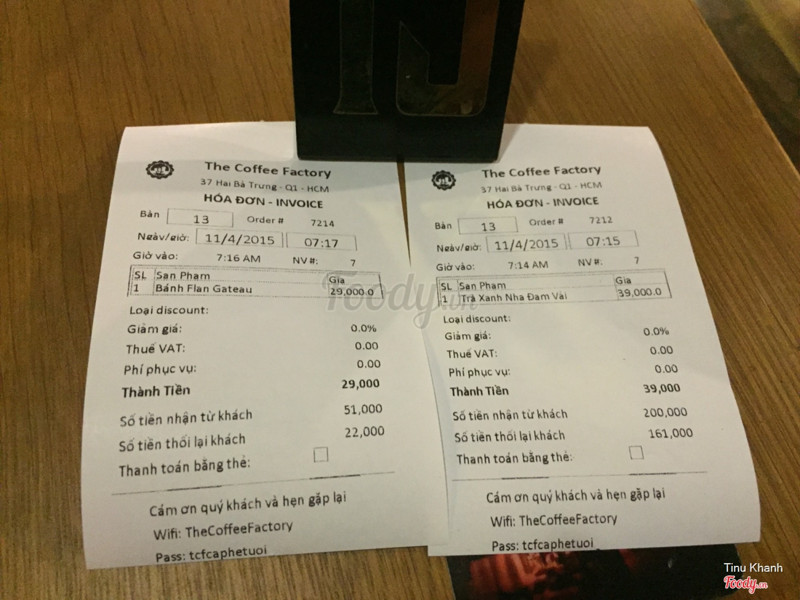 The Coffee Factory
37 Hai Bà Trưng - Q1 - HCM
HÓA ĐƠN - INVOICE
Bàn 13 Order # 7214
Ngày/giờ: 11/4/2015 07:17
Giờ vào: 7:16 AM NV#: 7
SL San Pham Gia
1 Bánh Flan Gateau 29,000.0
Loại discount:
Giảm giá: 0.0%
Thuế VAT: 0.00
Phí phục vụ: 0.00
Thành Tiền 29,000
Số tiền nhận từ khách 51,000
Số tiền thối lại khách 22,000
Thanh toán bằng thẻ:
Cám ơn quý khách và hẹn gặp lại
Wifi: TheCoffeeFactory
Pass: tcfcaphetuoi
The Coffee Factory
37 Hai Bà Trưng - Q1 - HCM
HÓA ĐƠN - INVOICE
Bàn 13 Order # 7212
Ngày/giờ: 11/4/2015 07:15
Giờ vào: 7:14 AM NV#: 7
SL San Pham Gia
1 Trà Xanh Nha Đam Vải 39,000.0
Loại discount:
Giảm giá: 0.0%
Thuế VAT: 0.00
Phí phục vụ: 0.00
Thành Tiền 39,000
Số tiền nhận từ khách 200,000
Số tiền thối lại khách 161,000
Thanh toán bằng thẻ:
Cám ơn quý khách và hẹn gặp lại
Wifi: TheCoffeeFactory
Pass: tcfcaphetuoi
Foody.vn
Tinu Khanh
Foody.vn